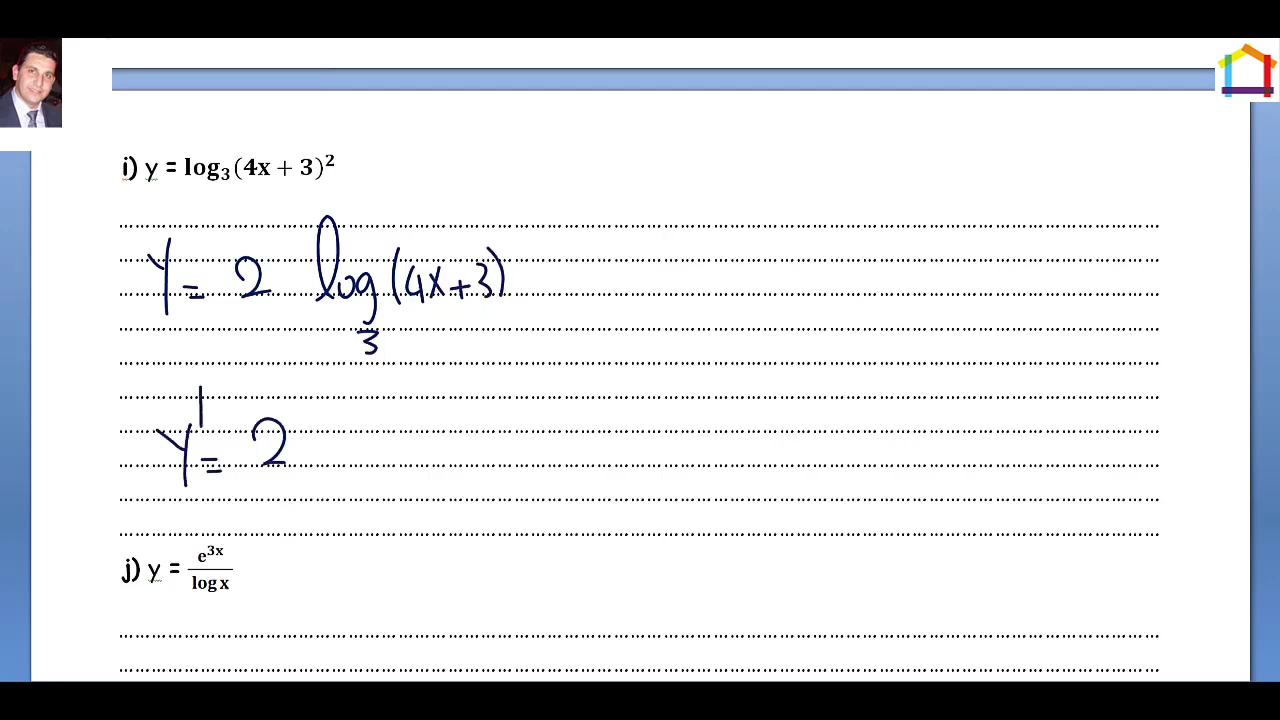 i) y = log₃(4x + 3)²
Y = 2 log₃(4x+3)
Y' = 2
j) y = e³ˣ / log x